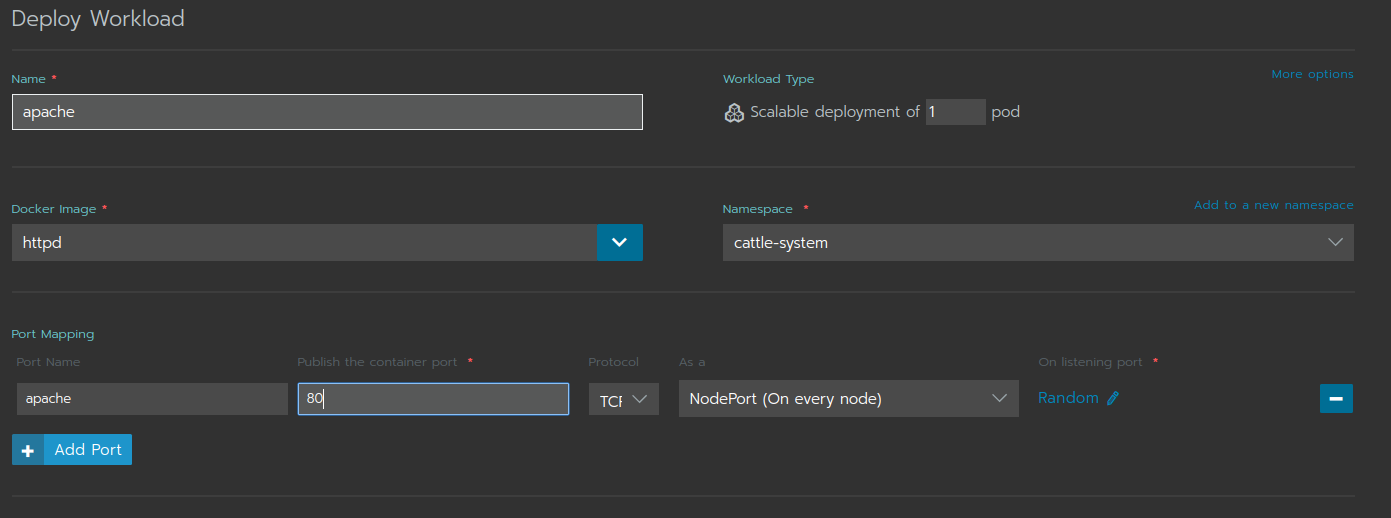 Deploy Workload
Name *
Workload Type
More options
apache
Scalable deployment of 1 pod
Docker Image *
Namespace *
Add to a new namespace
httpd
cattle-system
Port Mapping
Port Name
Publish the container port *
Protocol
As a
On listening port *
apache
80
TCP
NodePort (On every node)
Random
Add Port